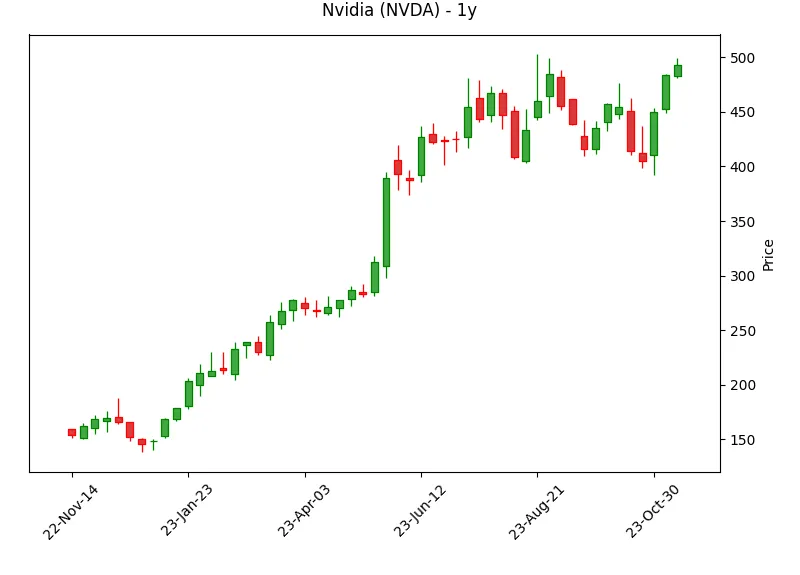 Nvidia (NVDA) - 1y
500
450
400
350
300
250
200
150
Price
22-Nov-14
23-Jan-23
23-Apr-03
23-Jun-12
23-Aug-21
23-Oct-30